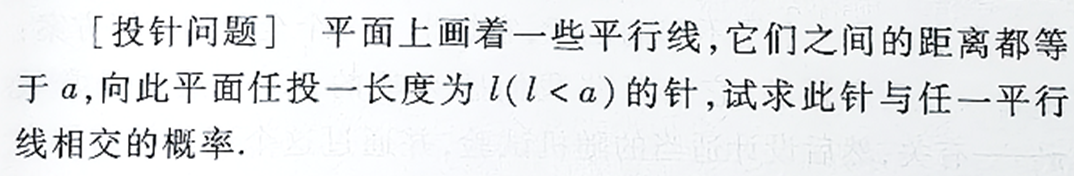 [投针问题] 平面上画着一些平行线,它们之间的距离都等
于 a,向此平面任投一长度为 l(l < a)的针,试求此针与任一平行
线相交的概率.